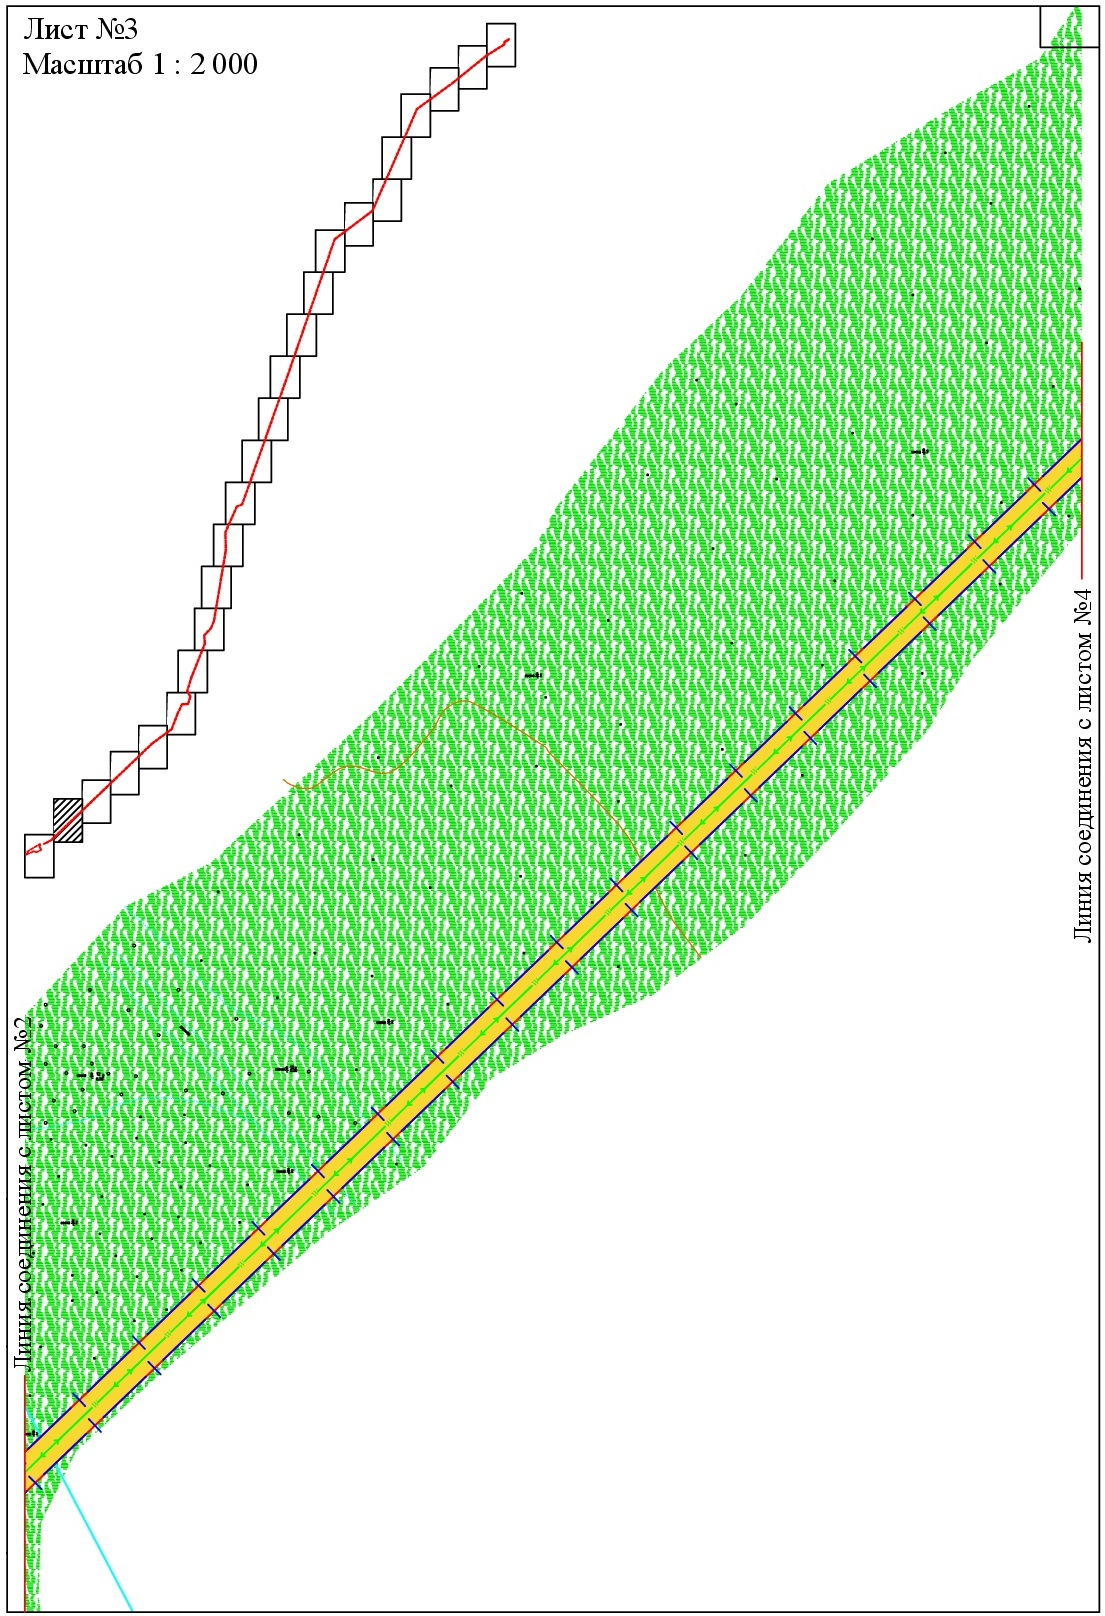 Лист №3
Масштаб 1 : 2 000
Линия соединения с листом №4
Линия соединения с листом №2